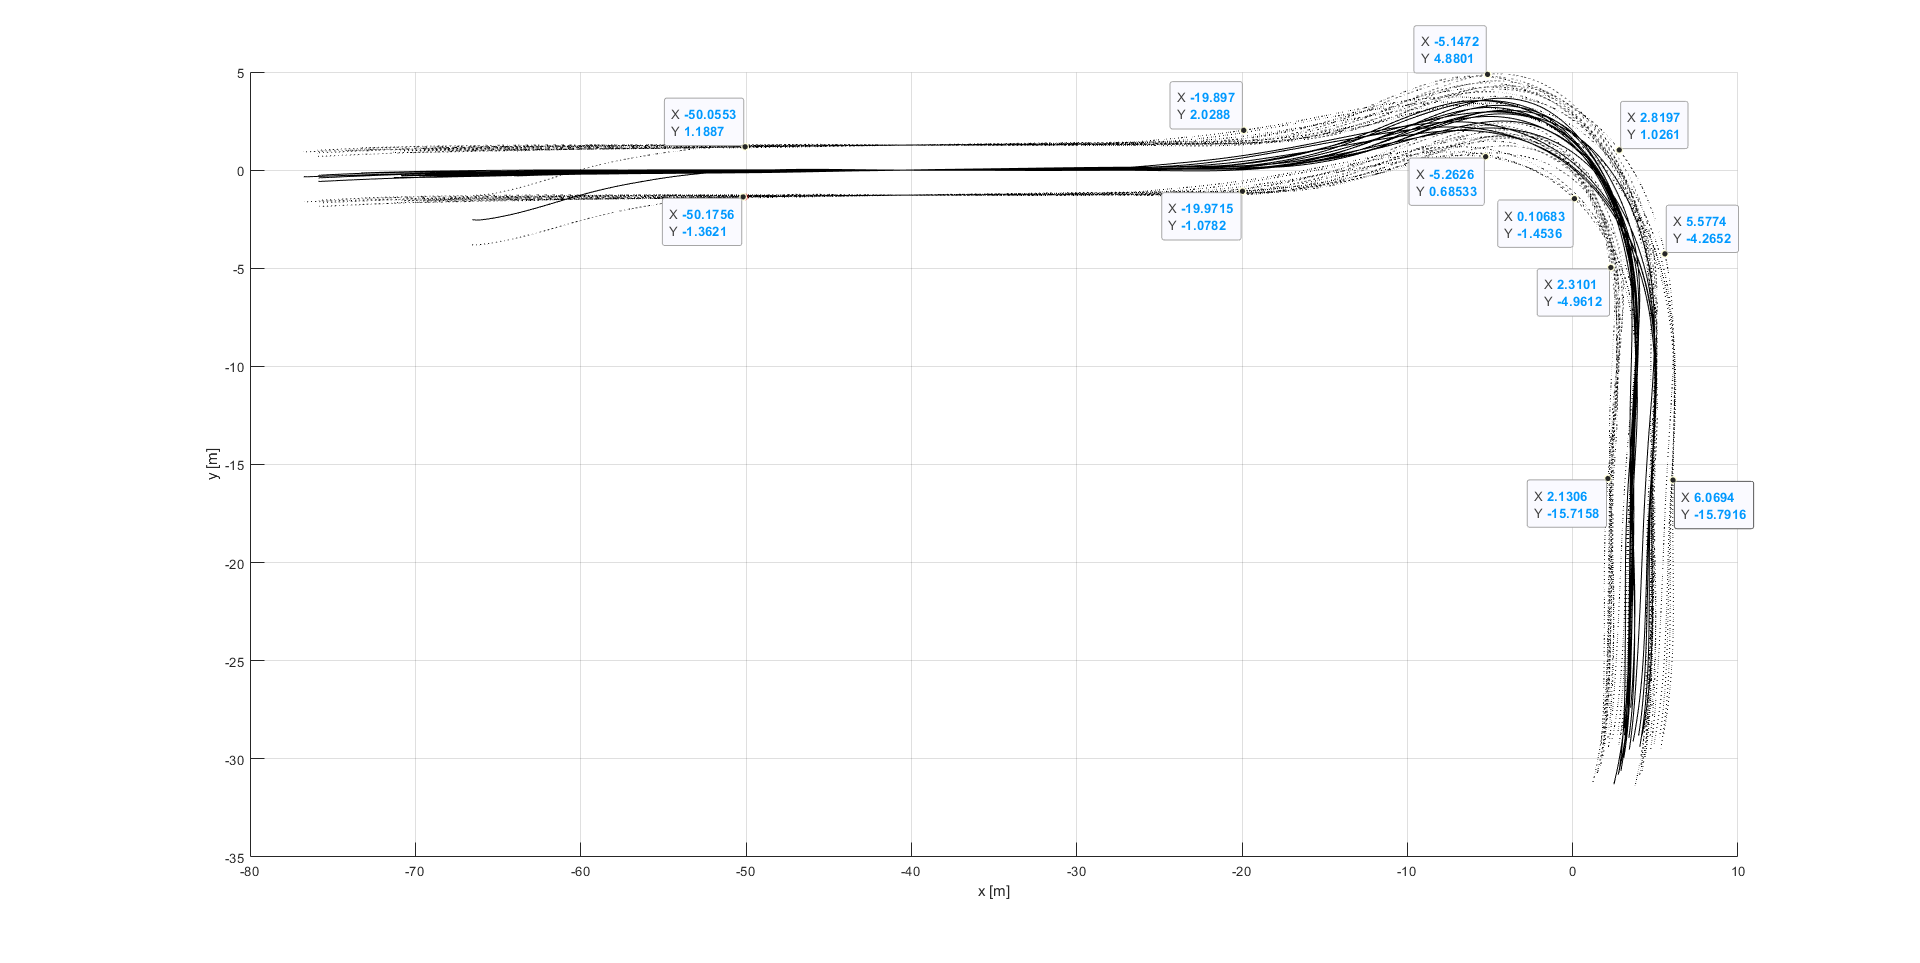 X -5.1472
Y 4.8801
X -19.897
Y 2.0288
X -50.0553
Y 1.1887
X 2.8197
Y 1.0261
X -5.2626
Y 0.68533
X -50.1756
Y -1.3621
X -19.9715
Y -1.0782
X 0.10683
Y -1.4536
X 5.5774
Y -4.2652
X 2.3101
Y -4.9612
X 2.1306
Y -15.7158
X 6.0694
Y -15.7916
5
0
-5
-10
-15
-20
-25
-30
-35
y [m]
-80 -70 -60 -50 -40 -30 -20 -10 0 10
x [m]